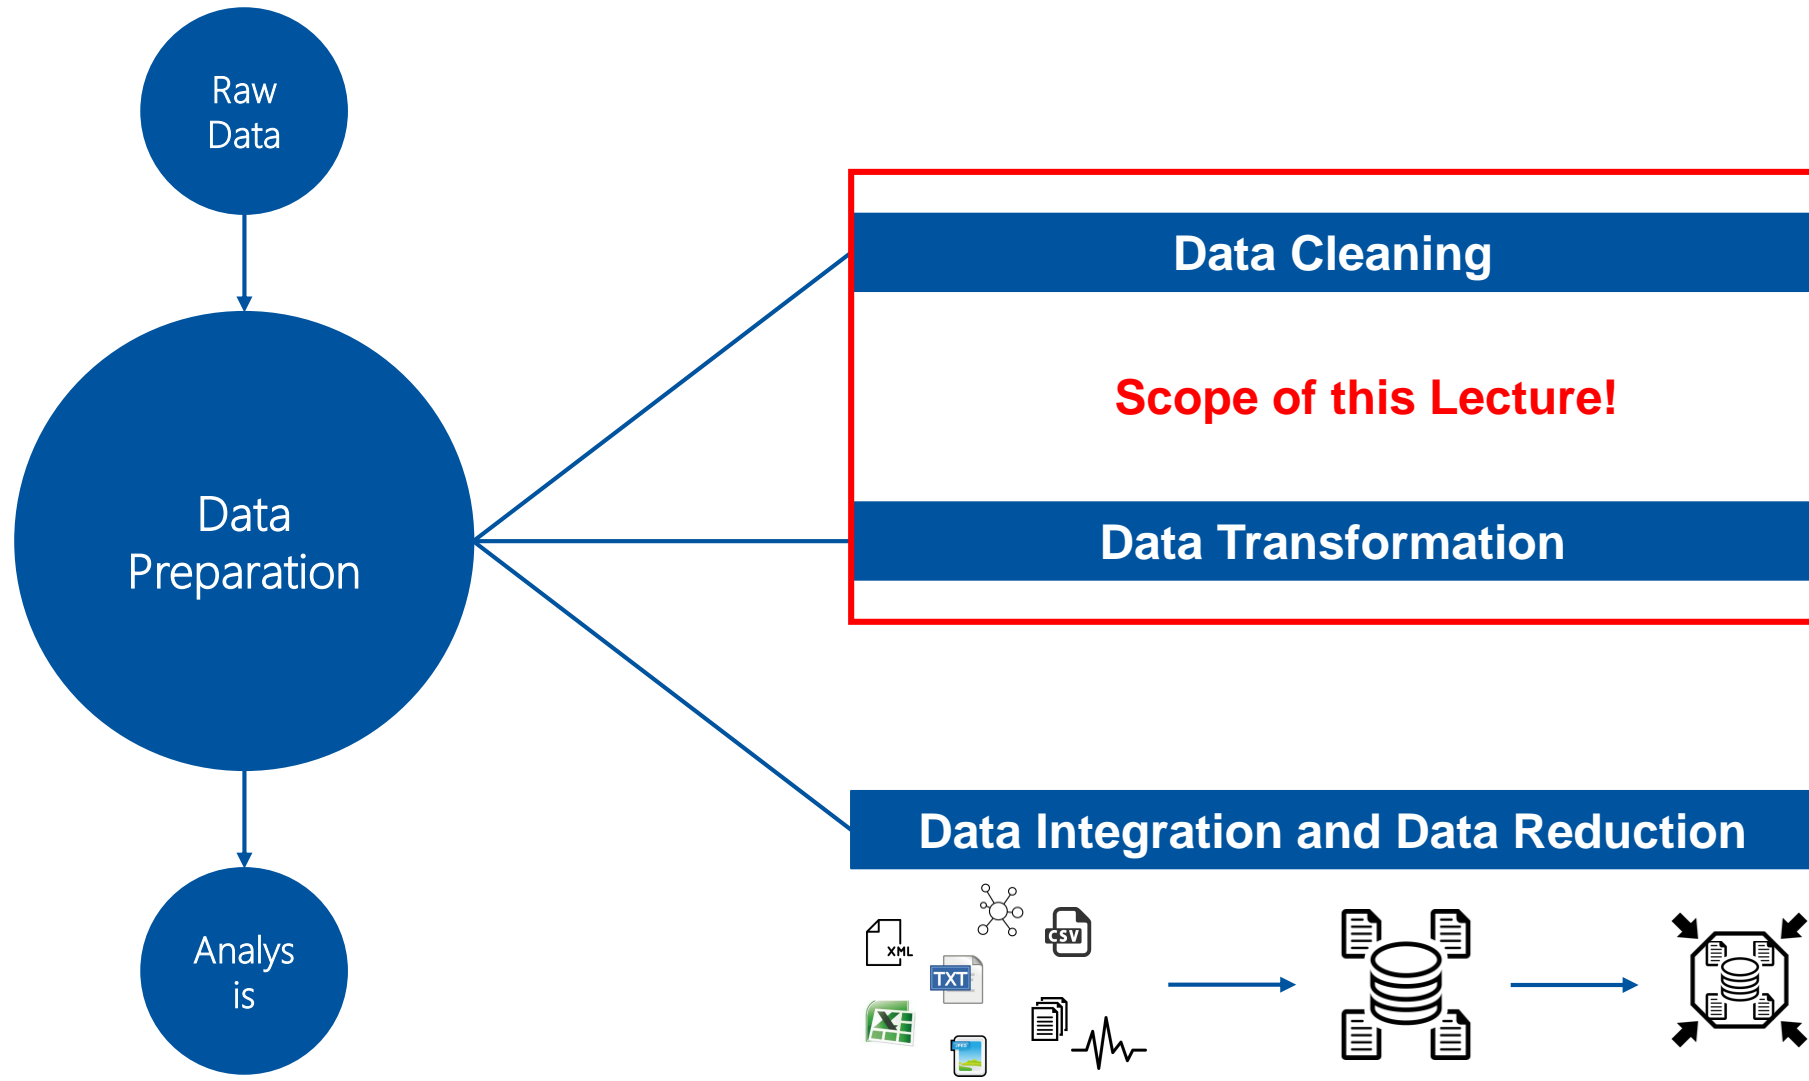 Raw
Data
Data Cleaning
Scope of this Lecture!
Data
Preparation
Data Transformation
Data Integration and Data Reduction
Analys
is
XML
CSV
TXT